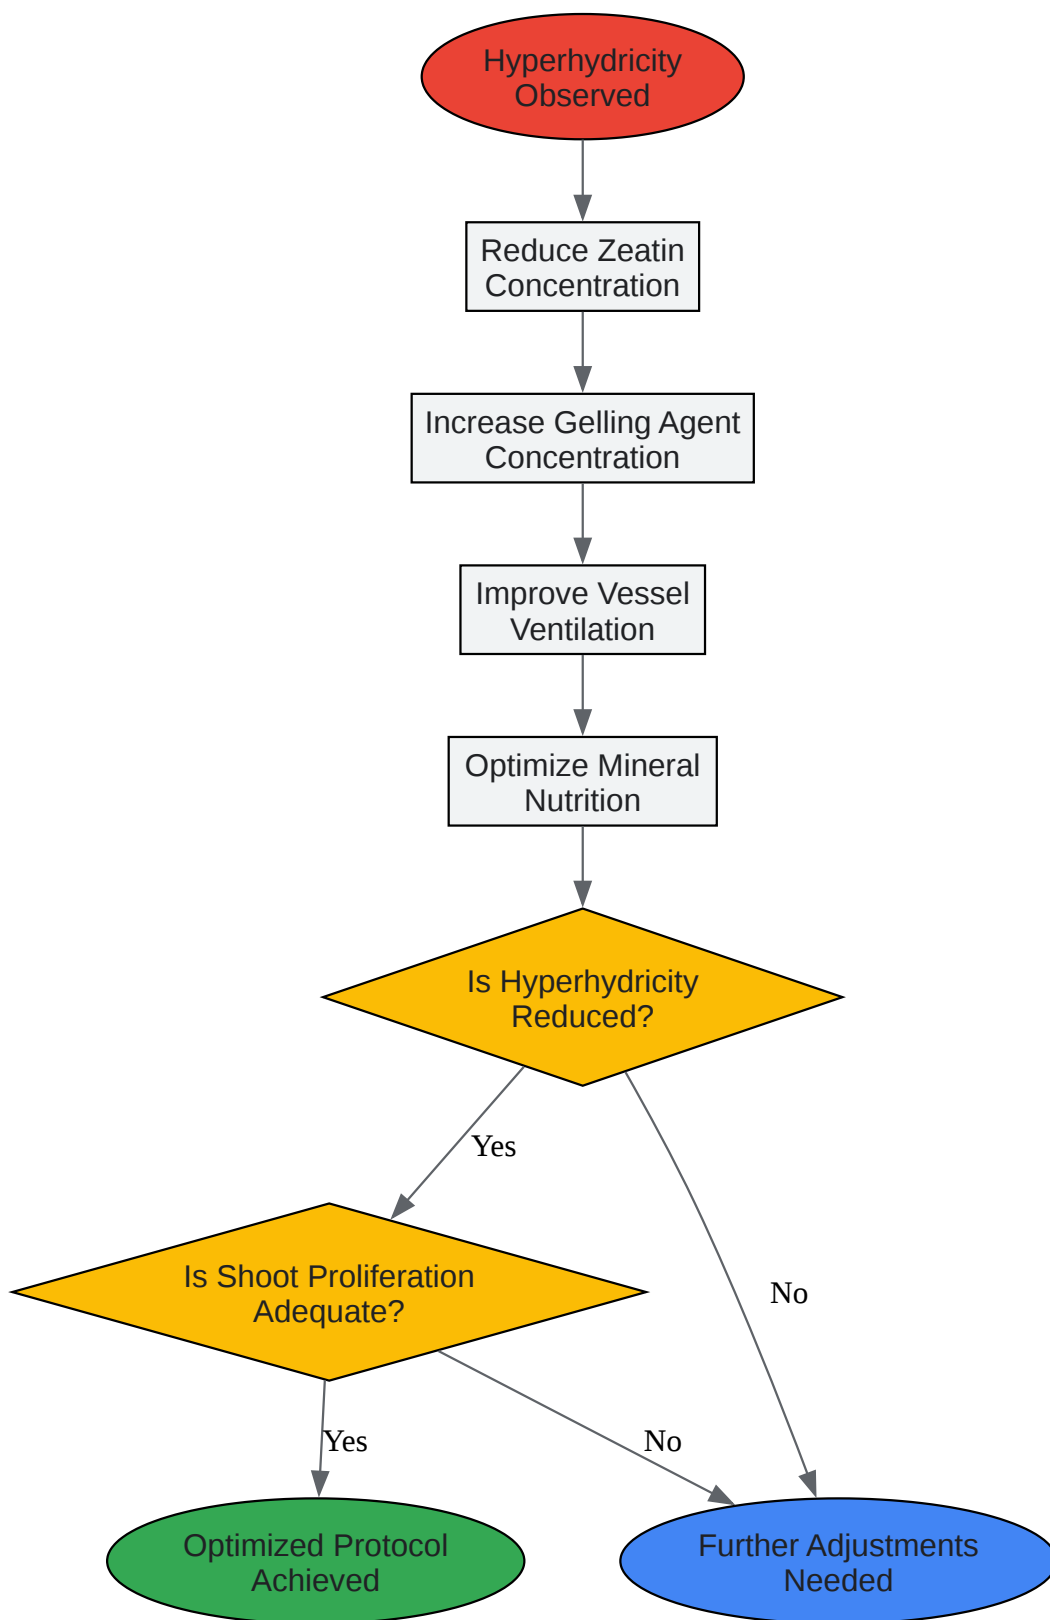 Hyperhydricity
Observed
Reduce Zeatin
Concentration
Increase Gelling Agent
Concentration
Improve Vessel
Ventilation
Optimize Mineral
Nutrition
Is Hyperhydricity
Reduced?
Yes
No
Is Shoot Proliferation
Adequate?
Yes
No
Optimized Protocol
Achieved
Further Adjustments
Needed